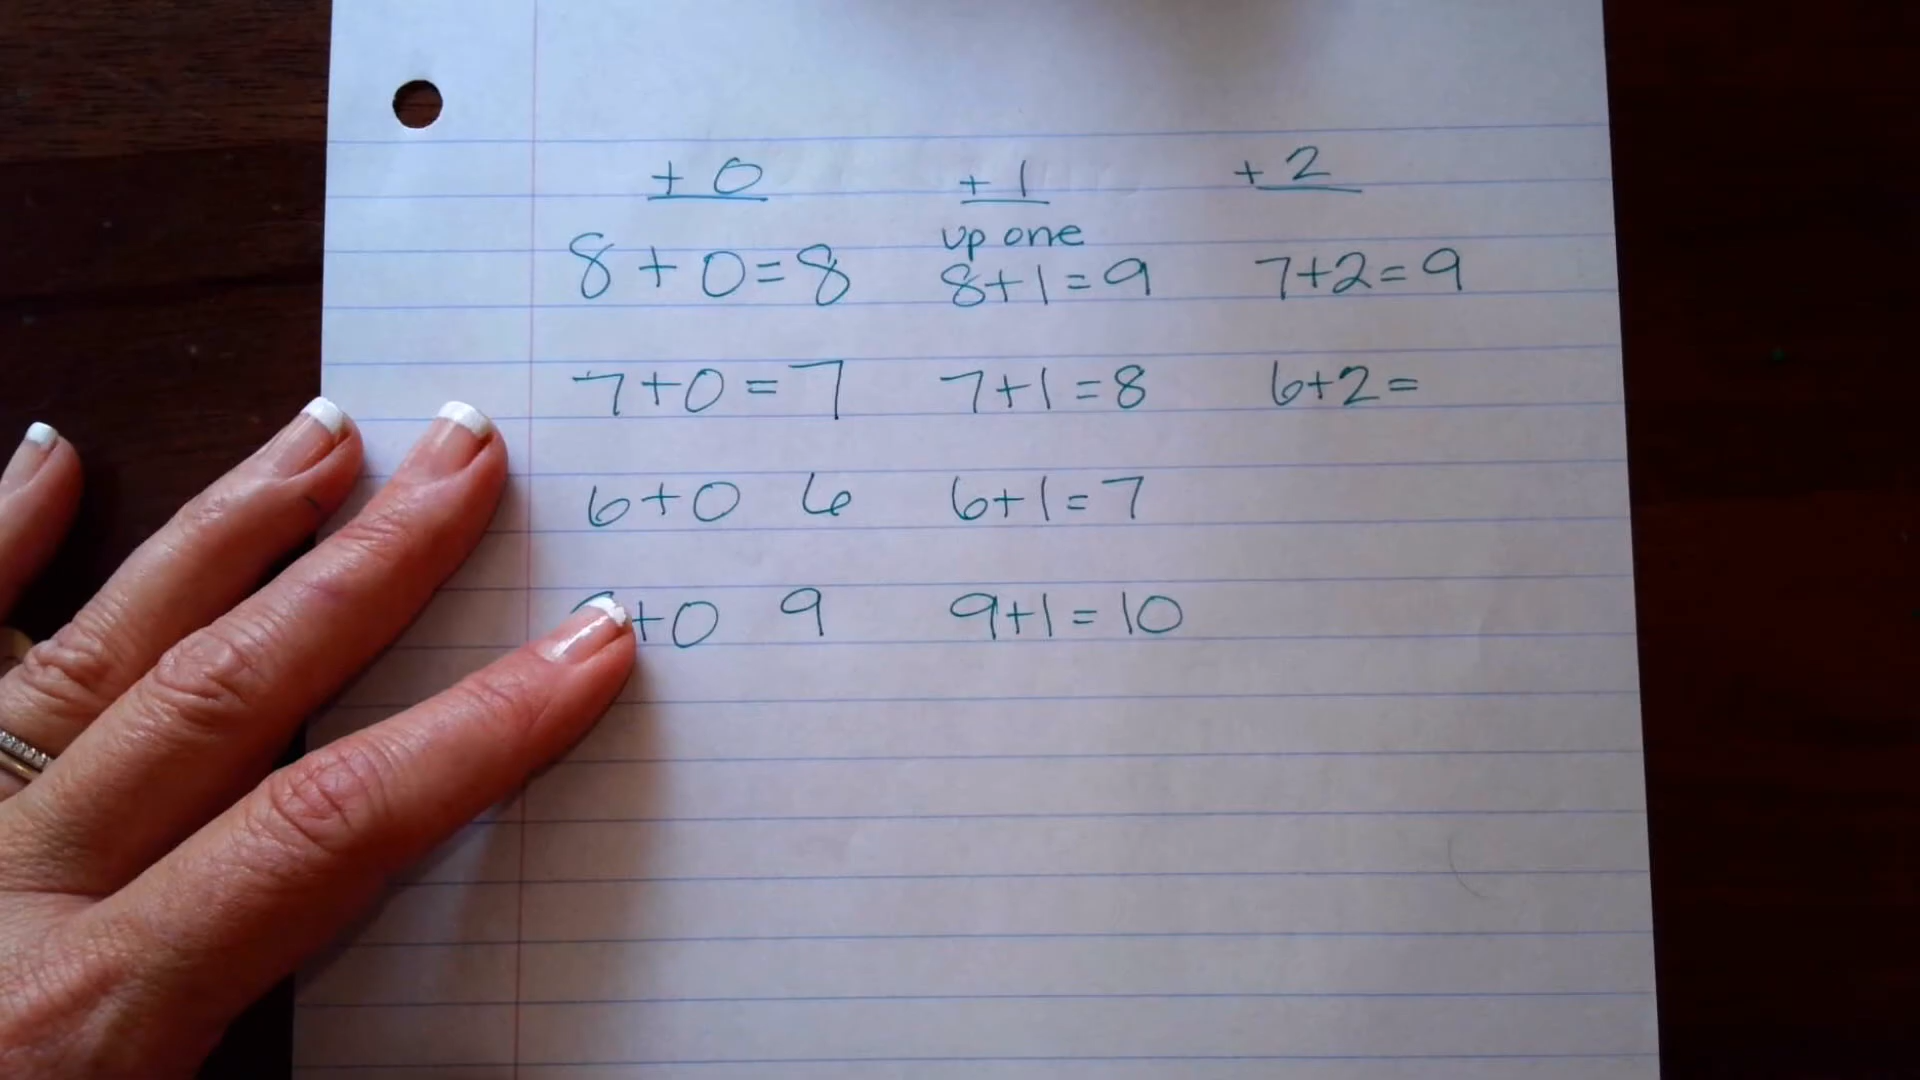 + 0 + 1 + 2
up one
8 + 0 = 8 8+1=9 7+2=9
7+0=7 7+1=8 6+2=
6+0 6 6+1=7
+0 9 9+1=10